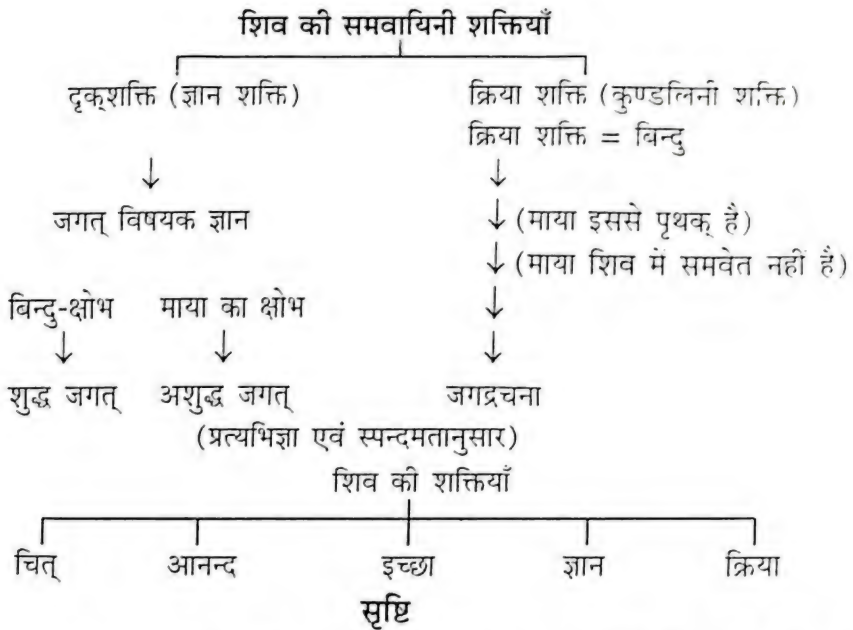 शिव की समवायिनी शक्तियाँ
दृक्शक्ति (ज्ञान शक्ति) क्रिया शक्ति (कुण्डलिनी शक्ति)
क्रिया शक्ति = बिन्दु
↓ ↓
जगत् विषयक ज्ञान ↓ (माया इससे पृथक् है)
↓ (माया शिव में समवेत नहीं है)
बिन्दु-क्षोभ माया का क्षोभ ↓
↓ ↓ ↓
शुद्ध जगत् अशुद्ध जगत् जगद्रचना
(प्रत्यभिज्ञा एवं स्पन्दमतानुसार)
शिव की शक्तियाँ
चित् आनन्द इच्छा ज्ञान क्रिया
सृष्टि